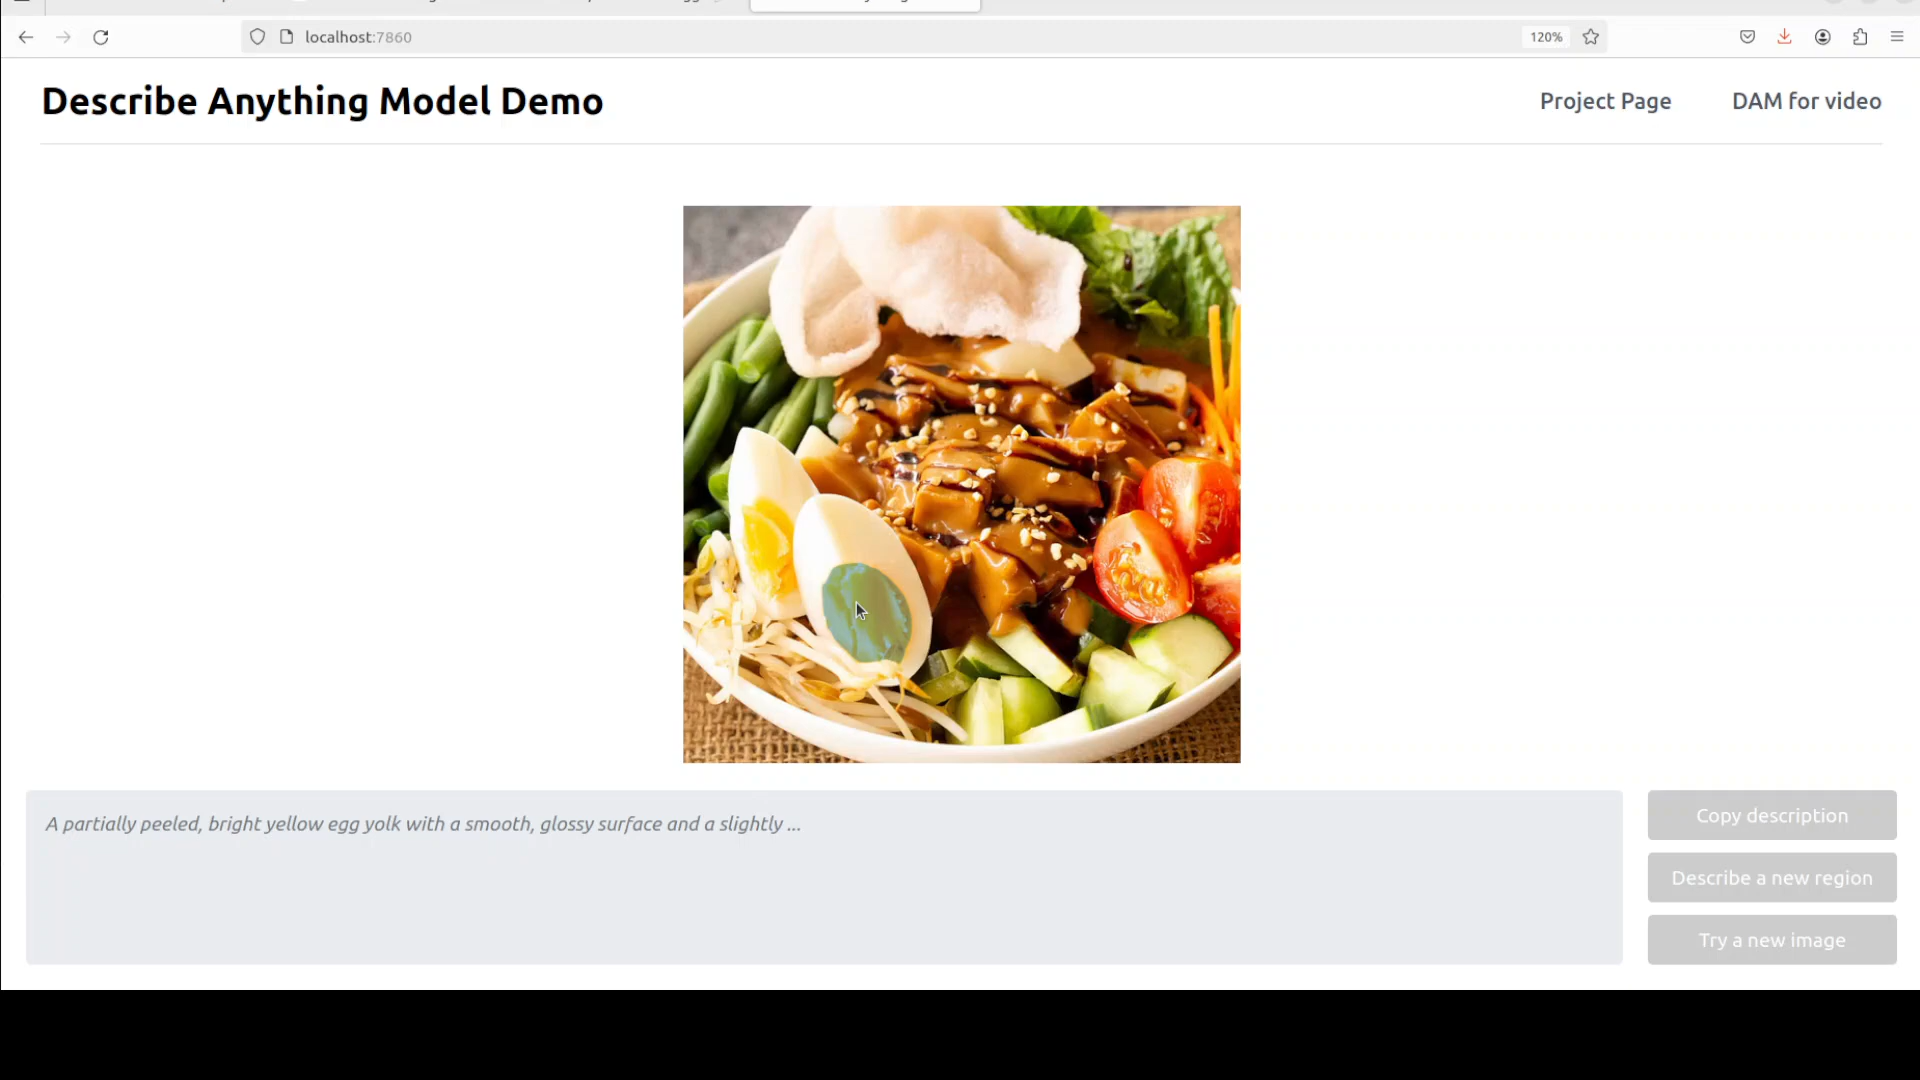 localhost:7860
120%
Describe Anything Model Demo
Project Page
DAM for video
A partially peeled, bright yellow egg yolk with a smooth, glossy surface and a slightly ...
Copy description
Describe a new region
Try a new image